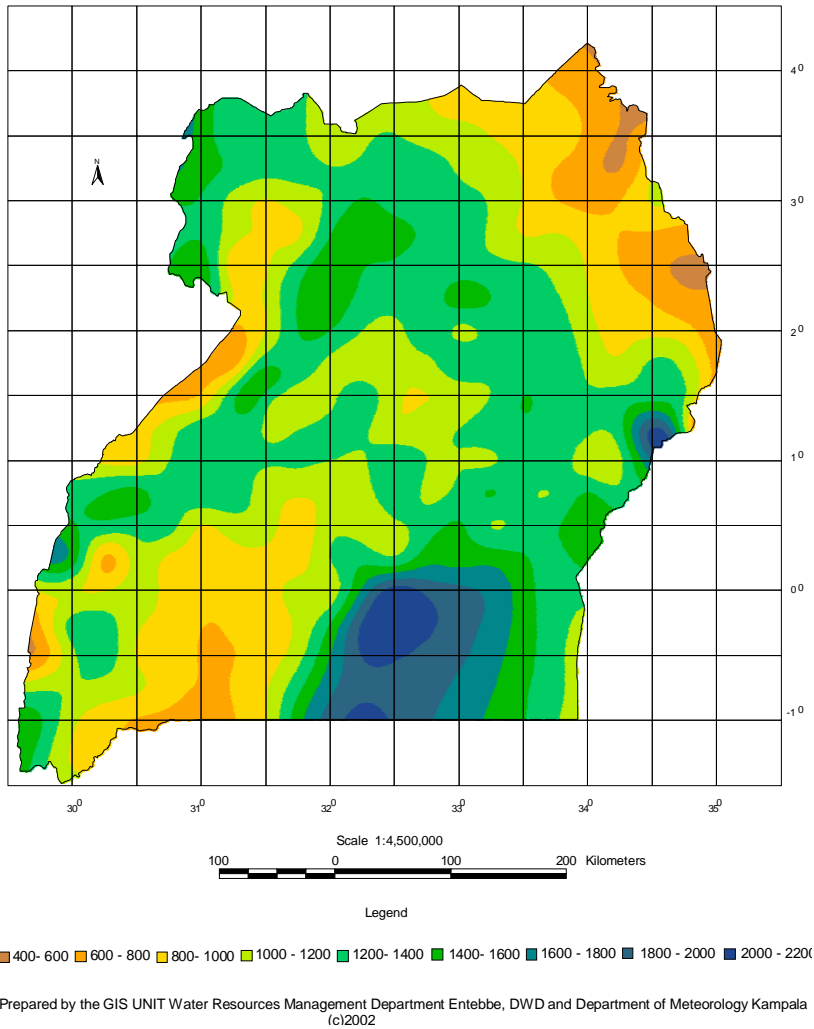 N
4⁰
3⁰
2⁰
1⁰
0⁰
-1⁰
30⁰ 31⁰ 32⁰ 33⁰ 34⁰ 35⁰
Scale 1:4,500,000
100 0 100 200 Kilometers
Legend
400- 600 600 - 800 800- 1000 1000 - 1200 1200- 1400 1400- 1600 1600 - 1800 1800 - 2000 2000 - 2200
Prepared by the GIS UNIT Water Resources Management Department Entebbe, DWD and Department of Meteorology Kampala
(c)2002